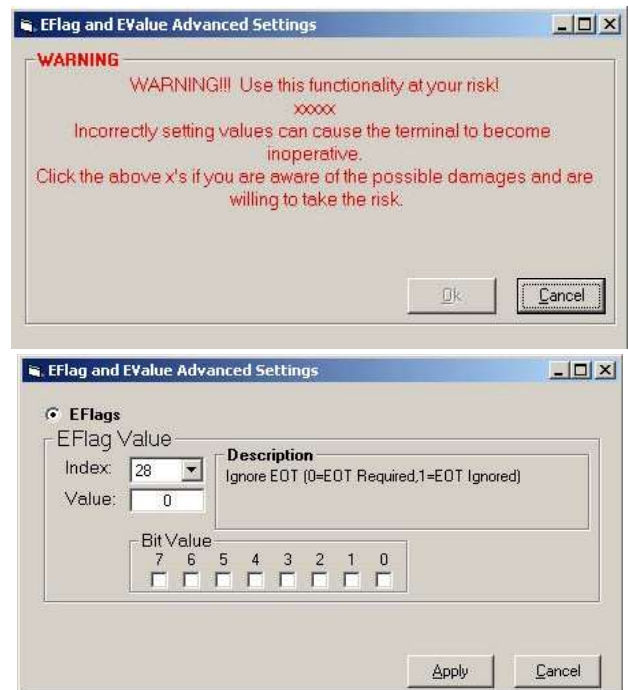 EFlag and EValue Advanced Settings
WARNING
WARNING!!! Use this functionality at your risk!
xxxxx
Incorrectly setting values can cause the terminal to become
inoperative.
Click the above x's if you are aware of the possible damages and are
willing to take the risk.
Ok
Cancel
EFlag and EValue Advanced Settings
EFlags
EFlag Value
Index: 28
Value: 0
Description
Ignore EOT (0=EOT Required,1=EOT Ignored)
Bit Value
7 6 5 4 3 2 1 0
Apply
Cancel